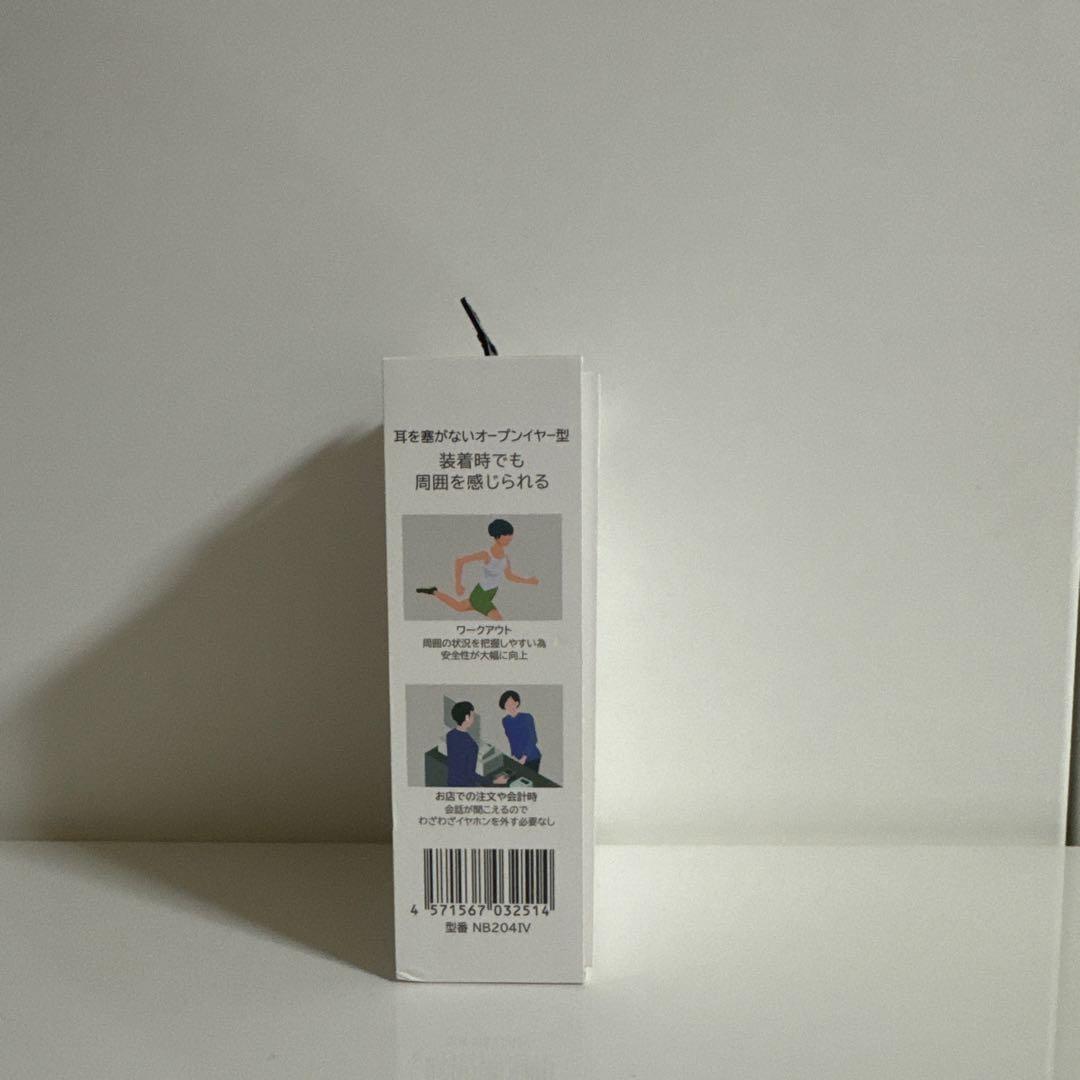 耳を塞がないオープンイヤー型
装着時でも
周囲を感じられる
ワークアウト
周囲の状況を把握しやすい為
安全性が大幅に向上
お店での注文や会計時
会話が聞こえるので
わざわざイヤホンを外す必要なし
4 571567 032514
型番 NB204IV